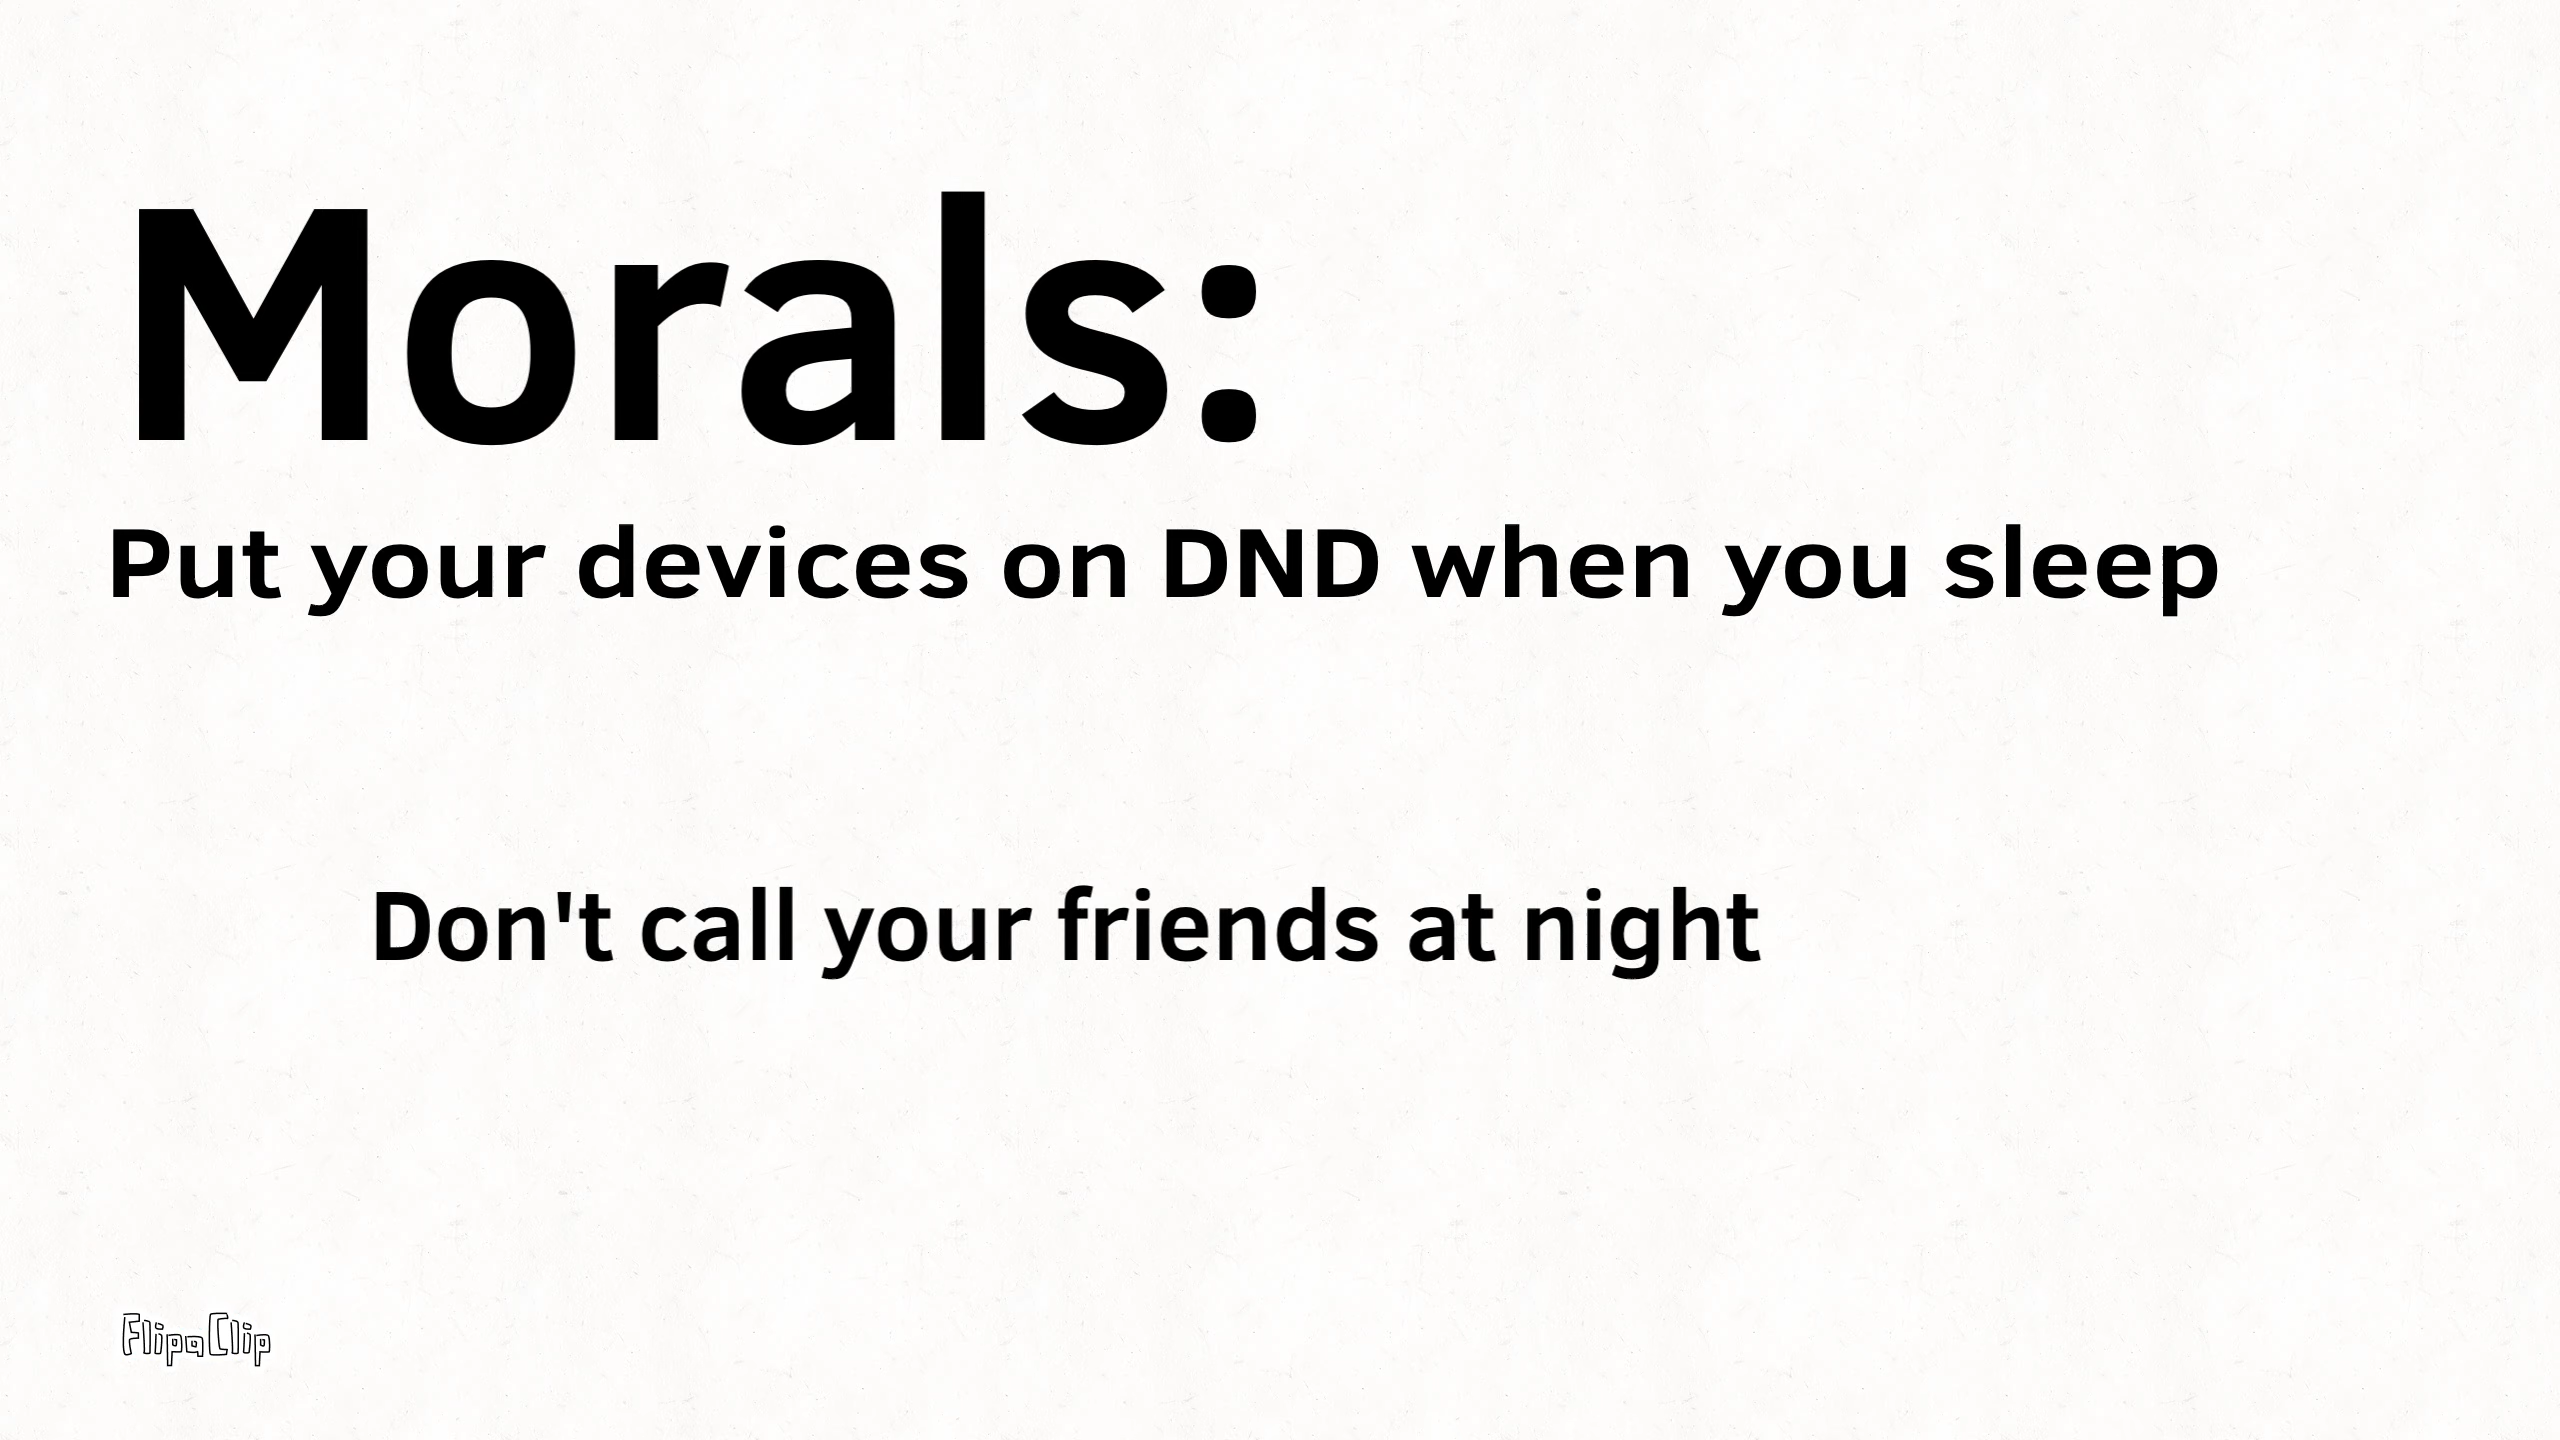 Morals:
Put your devices on DND when you sleep
Don't call your friends at night
FlipaClip